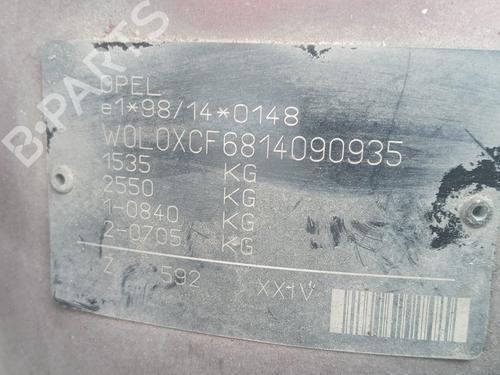 B-PARTS
OPEL
e1*98/14*0148
W0L0XCF6814090935
1535 KG
2550 KG
1-0840 KG
2-0705 KG
Z 592 XX1V